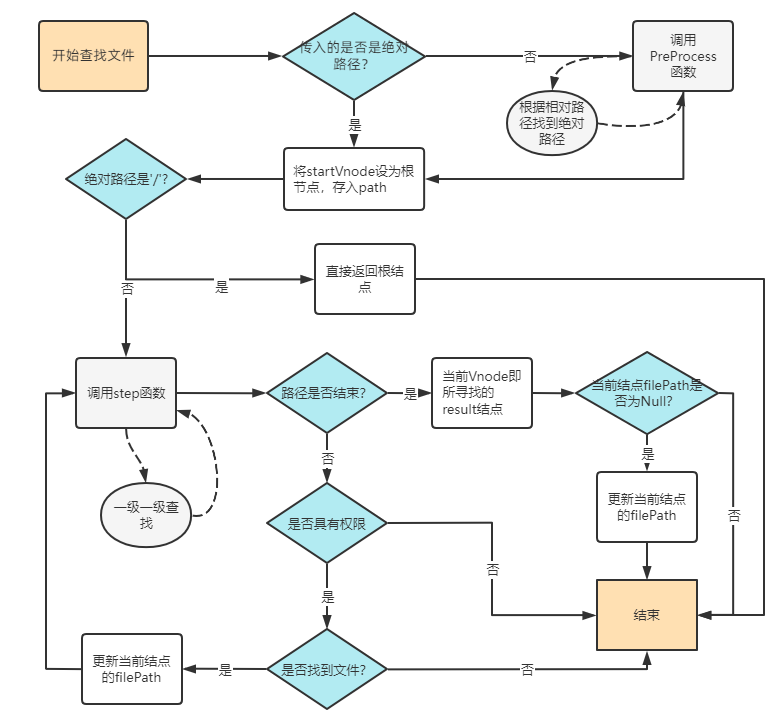 开始查找文件
传入的是否是绝对
路径?
否
调用
PreProcess
函数
根据相对路
径找到绝对
路径
是
绝对路径是'/'?
将startVnode设为根
节点，存入path
否
是
直接返回根结
点
调用step函数
路径是否结束?
是
当前Vnode即
所寻找的
result结点
当前结点filePath是
否为Null?
是
否
一级一级查
找
否
是否具有权限
更新当前结点
的filePath
否
是
结束
更新当前结点
的filePath
是
是否找到文件?
否